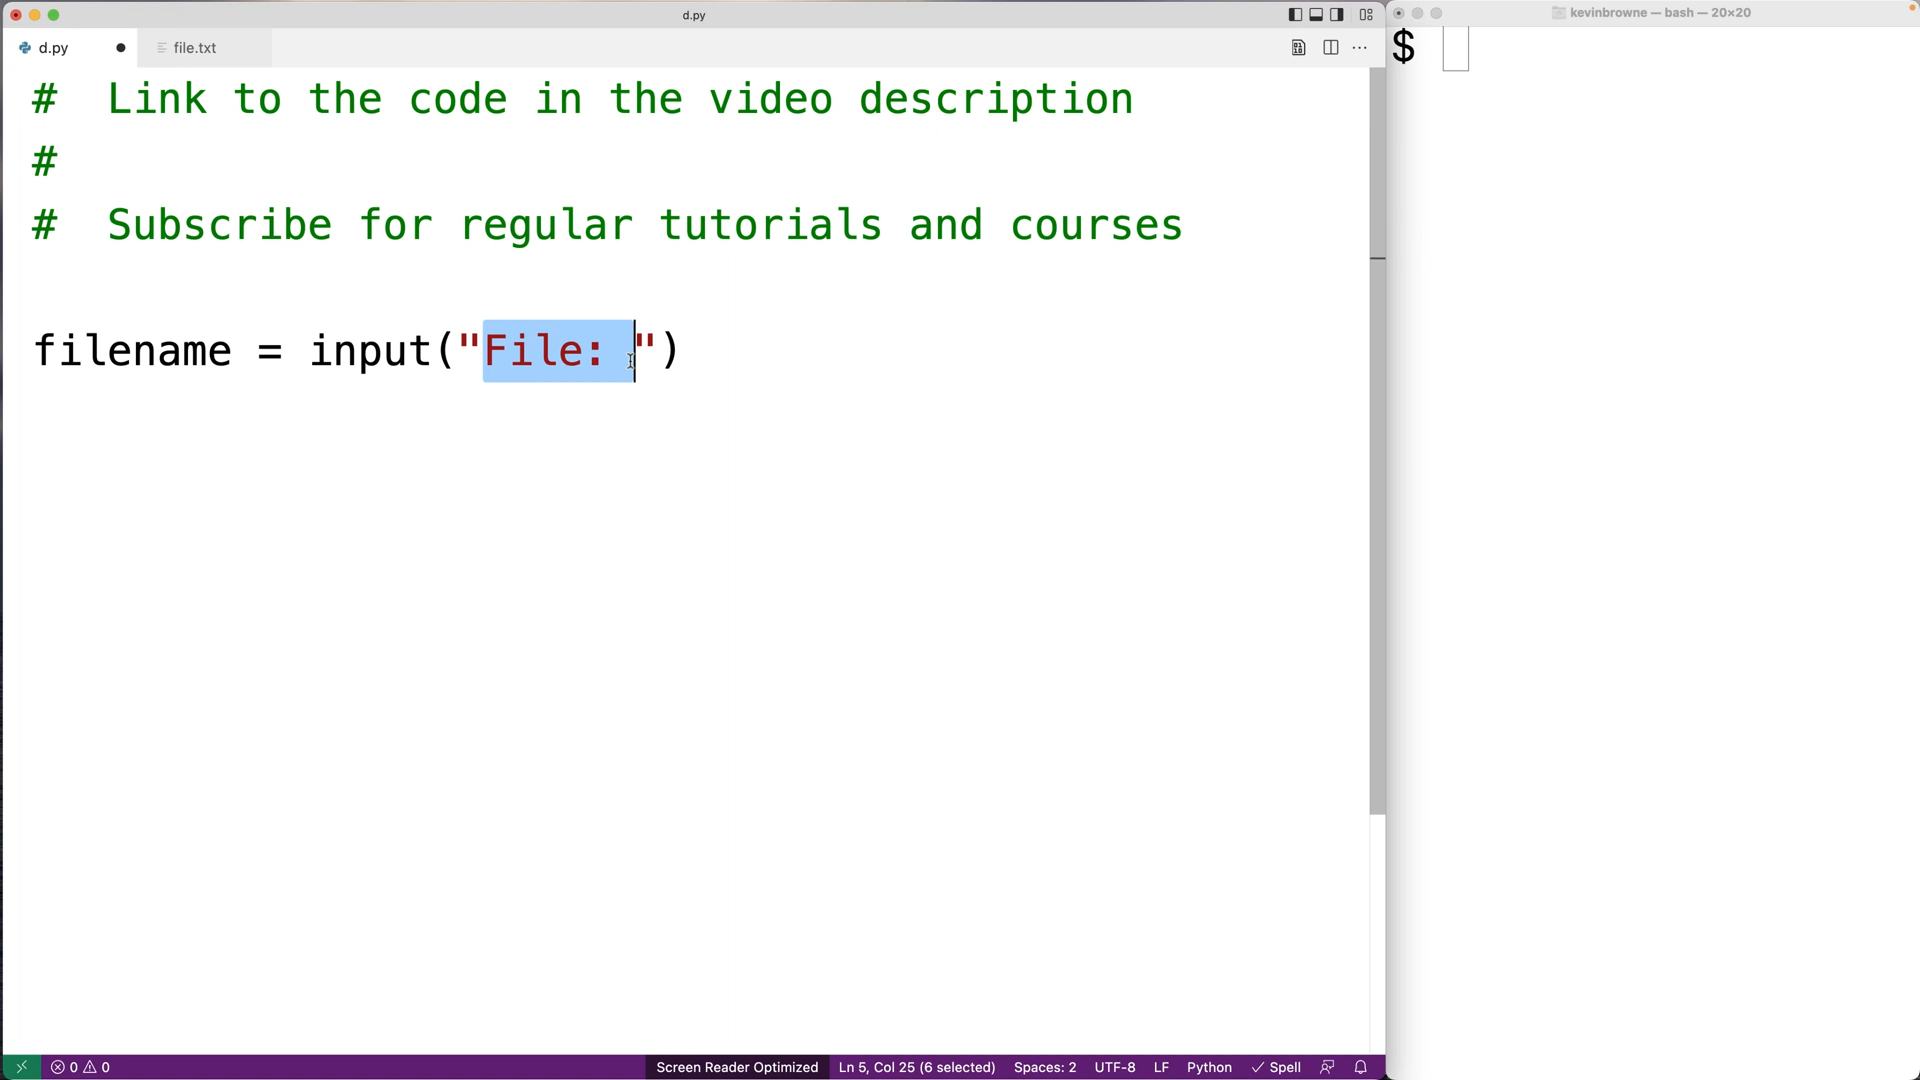 d.py
kevinbrowne — bash — 20×20
d.py
file.txt
$
# Link to the code in the video description
#
# Subscribe for regular tutorials and courses
filename = input("File: ")
0 0
Screen Reader Optimized
Ln 5, Col 25 (6 selected)
Spaces: 2
UTF-8
LF
Python
Spell